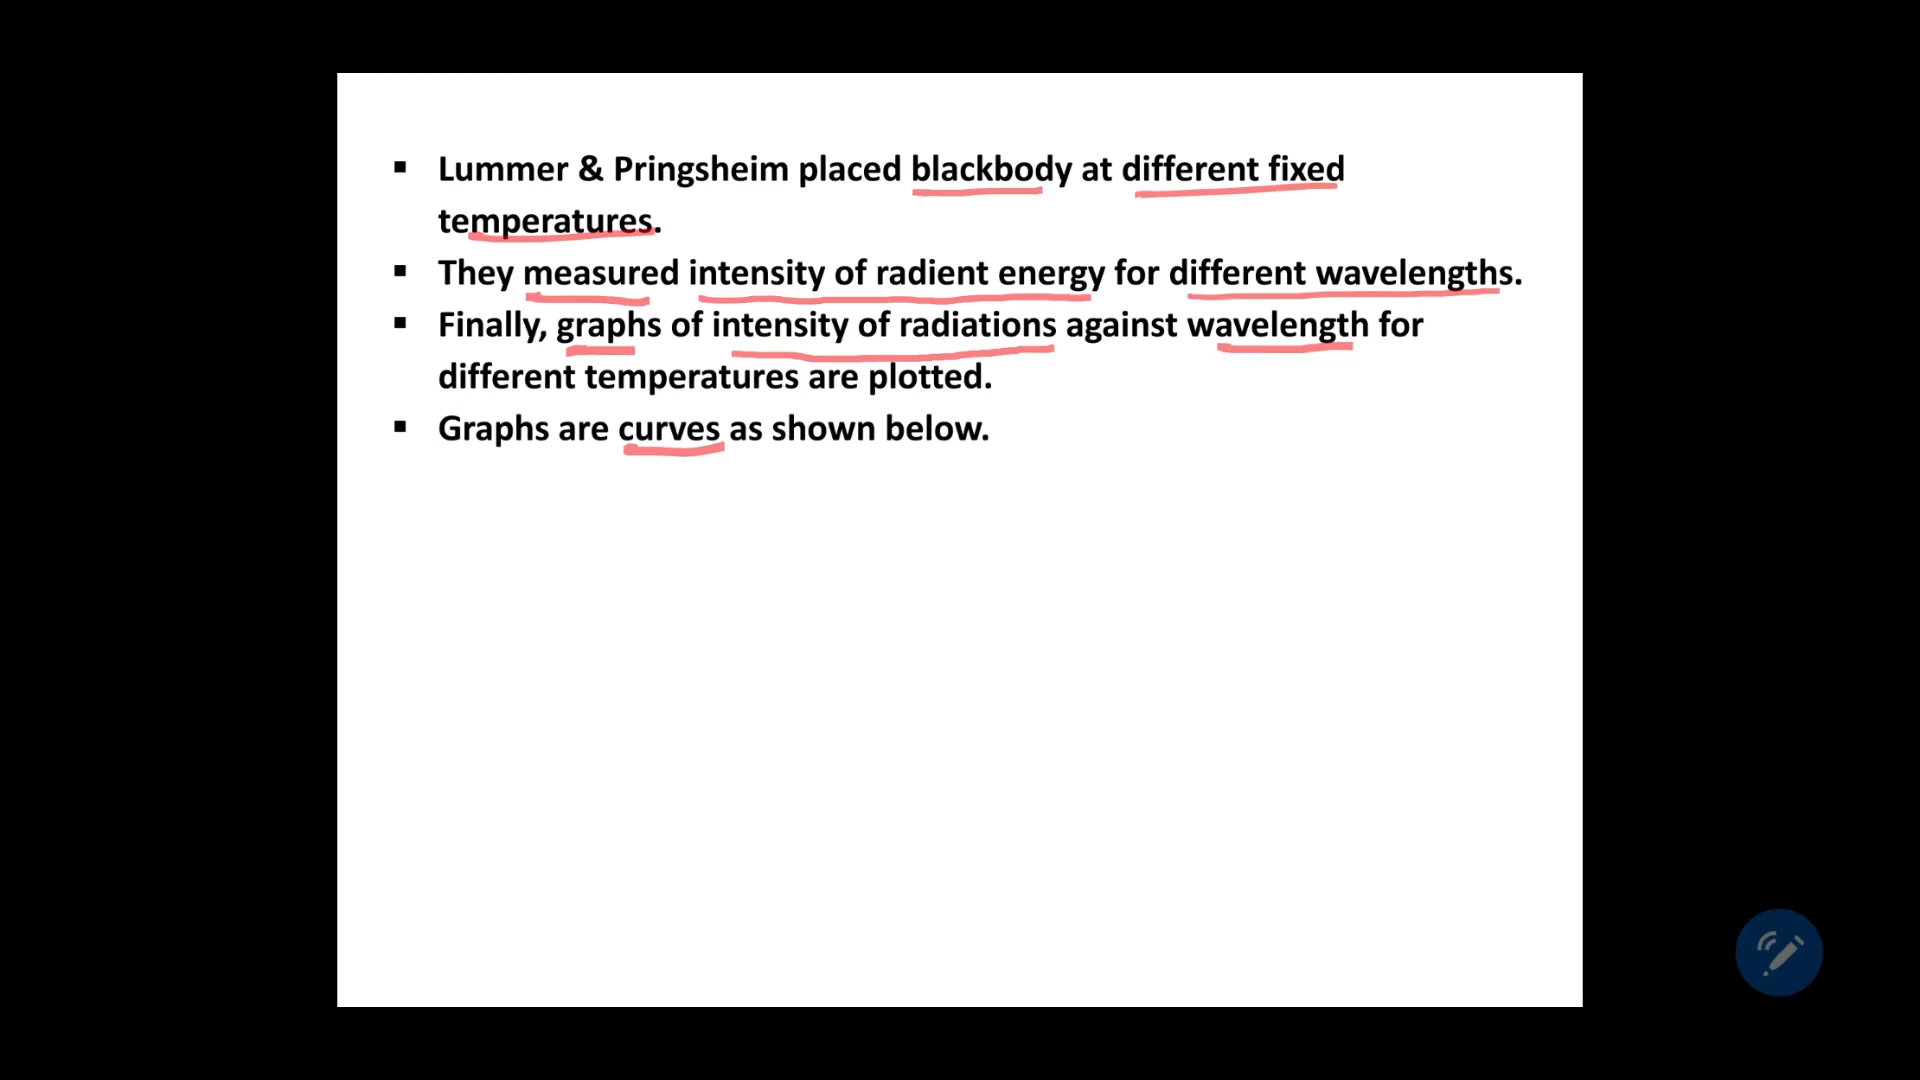 ▪ Lummer & Pringsheim placed blackbody at different fixed
temperatures.
▪ They measured intensity of radient energy for different wavelengths.
▪ Finally, graphs of intensity of radiations against wavelength for
different temperatures are plotted.
▪ Graphs are curves as shown below.